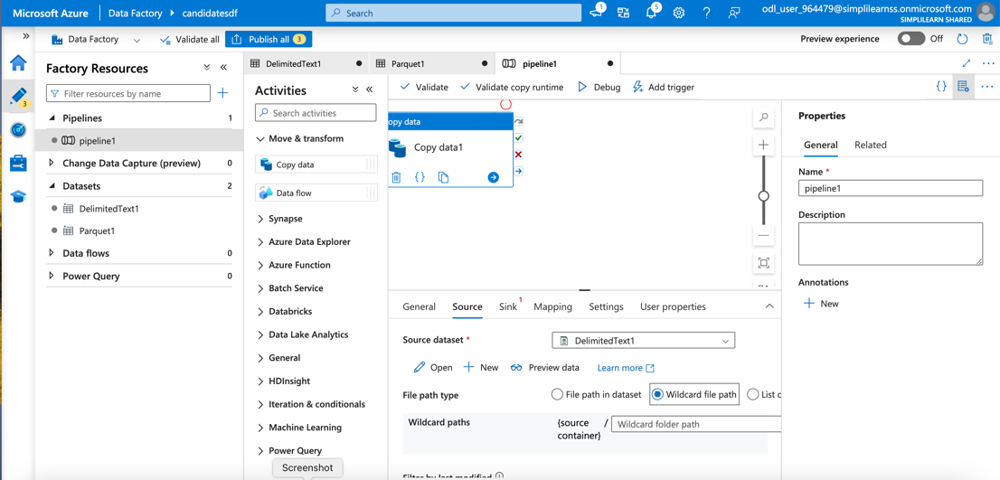 Microsoft Azure
Data Factory
candidatesdf
Search
1
5
odl_user_964479@simplilearnss.onmicrosoft.com
SIMPLILEARN SHARED
Data Factory
Validate all
Publish all
3
Preview experience
Off
3
Factory Resources
Filter resources by name
Pipelines
1
pipeline1
Change Data Capture (preview)
0
Datasets
2
DelimitedText1
Parquet1
Data flows
0
Power Query
0
DelimitedText1
Parquet1
pipeline1
Activities
Search activities
Move & transform
Copy data
Data flow
Synapse
Azure Data Explorer
Azure Function
Batch Service
Databricks
Data Lake Analytics
General
HDInsight
Iteration & conditionals
Machine Learning
Power Query
Screenshot
Validate
Validate copy runtime
Debug
Add trigger
opy data
Copy data1
General
Source
Sink
1
Mapping
Settings
User properties
Source dataset *
DelimitedText1
Open
New
Preview data
Learn more
File path type
File path in dataset
Wildcard file path
List c
Wildcard paths
{source
container}
/
Wildcard folder path
Filter by last modified
Properties
General
Related
Name *
pipeline1
Description
Annotations
New